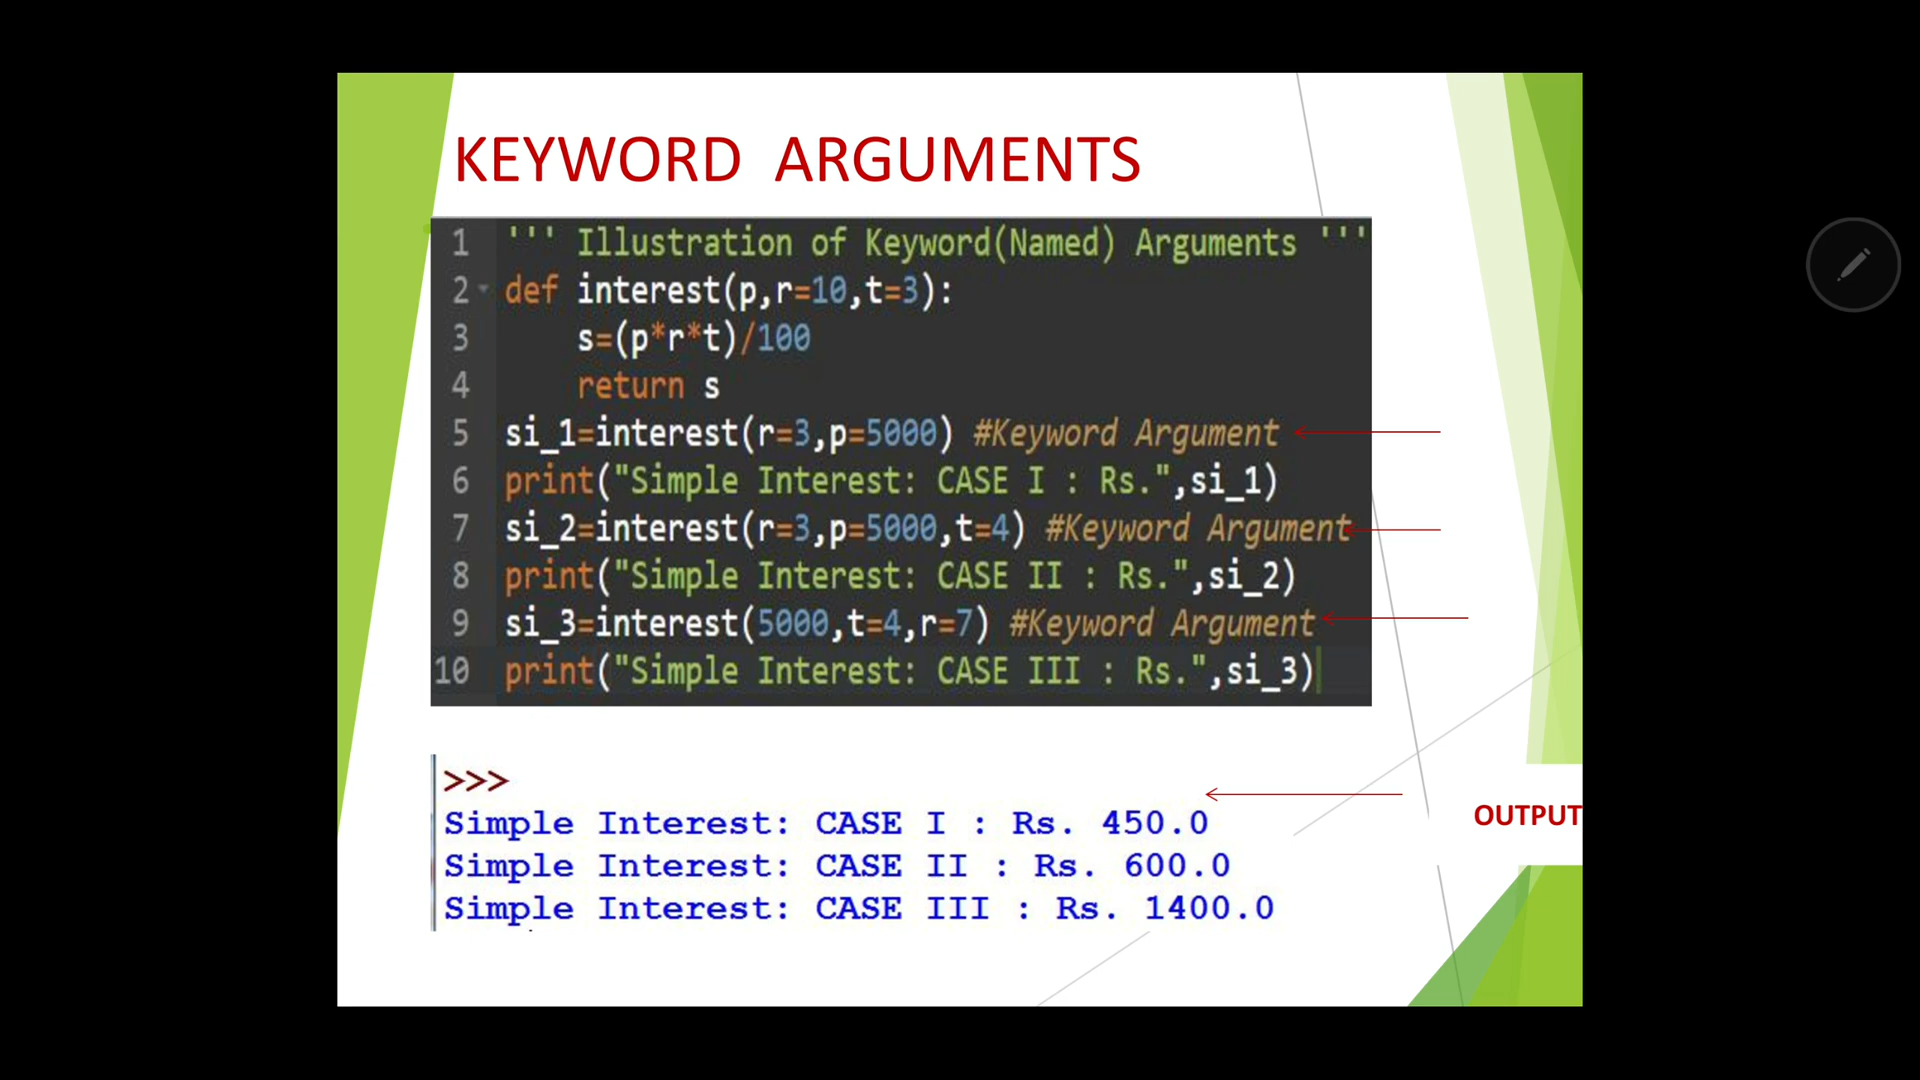 KEYWORD ARGUMENTS
1 ''' Illustration of Keyword(Named) Arguments '''
2 def interest(p,r=10,t=3):
3     s=(p*r*t)/100
4     return s
5 si_1=interest(r=3,p=5000) #Keyword Argument
6 print("Simple Interest: CASE I : Rs.",si_1)
7 si_2=interest(r=3,p=5000,t=4) #Keyword Argument
8 print("Simple Interest: CASE II : Rs.",si_2)
9 si_3=interest(5000,t=4,r=7) #Keyword Argument
10 print("Simple Interest: CASE III : Rs.",si_3)
>>>
OUTPUT
Simple Interest: CASE I : Rs. 450.0
Simple Interest: CASE II : Rs. 600.0
Simple Interest: CASE III : Rs. 1400.0